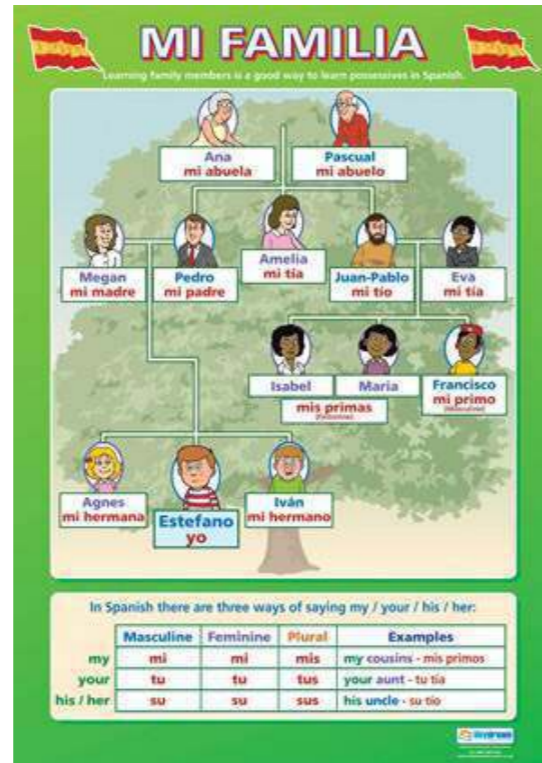 MI FAMILIA
Learning family members is a good way to learn possessives in Spanish.
Ana
mi abuela
Pascual
mi abuelo
Megan
mi madre
Pedro
mi padre
Amelia
mi tía
Juan-Pablo
mi tío
Eva
mi tía
Isabel
Maria
mis primas
Francisco
mi primo
Agnes
mi hermana
Estefano
yo
Iván
mi hermano
In Spanish there are three ways of saying my / your / his / her:
Masculine Feminine Plural Examples
my mi mi mis my cousins - mis primos
your tu tu tus your aunt - tu tía
his / her su su sus his uncle - su tío